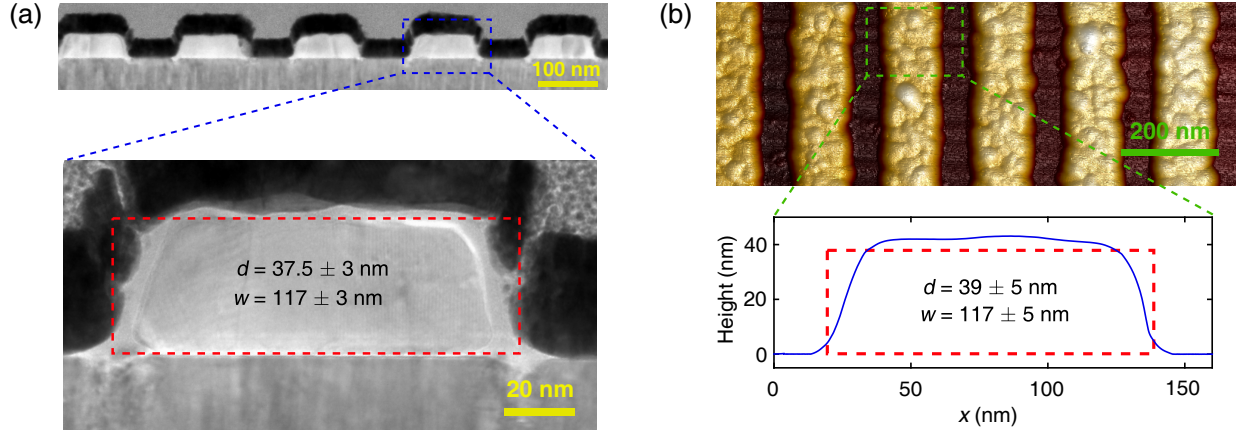 (a)
100 nm
d = 37.5 ± 3 nm
w = 117 ± 3 nm
20 nm
(b)
200 nm
Height (nm)
40
20
0
d = 39 ± 5 nm
w = 117 ± 5 nm
0
50
100
150
x (nm)